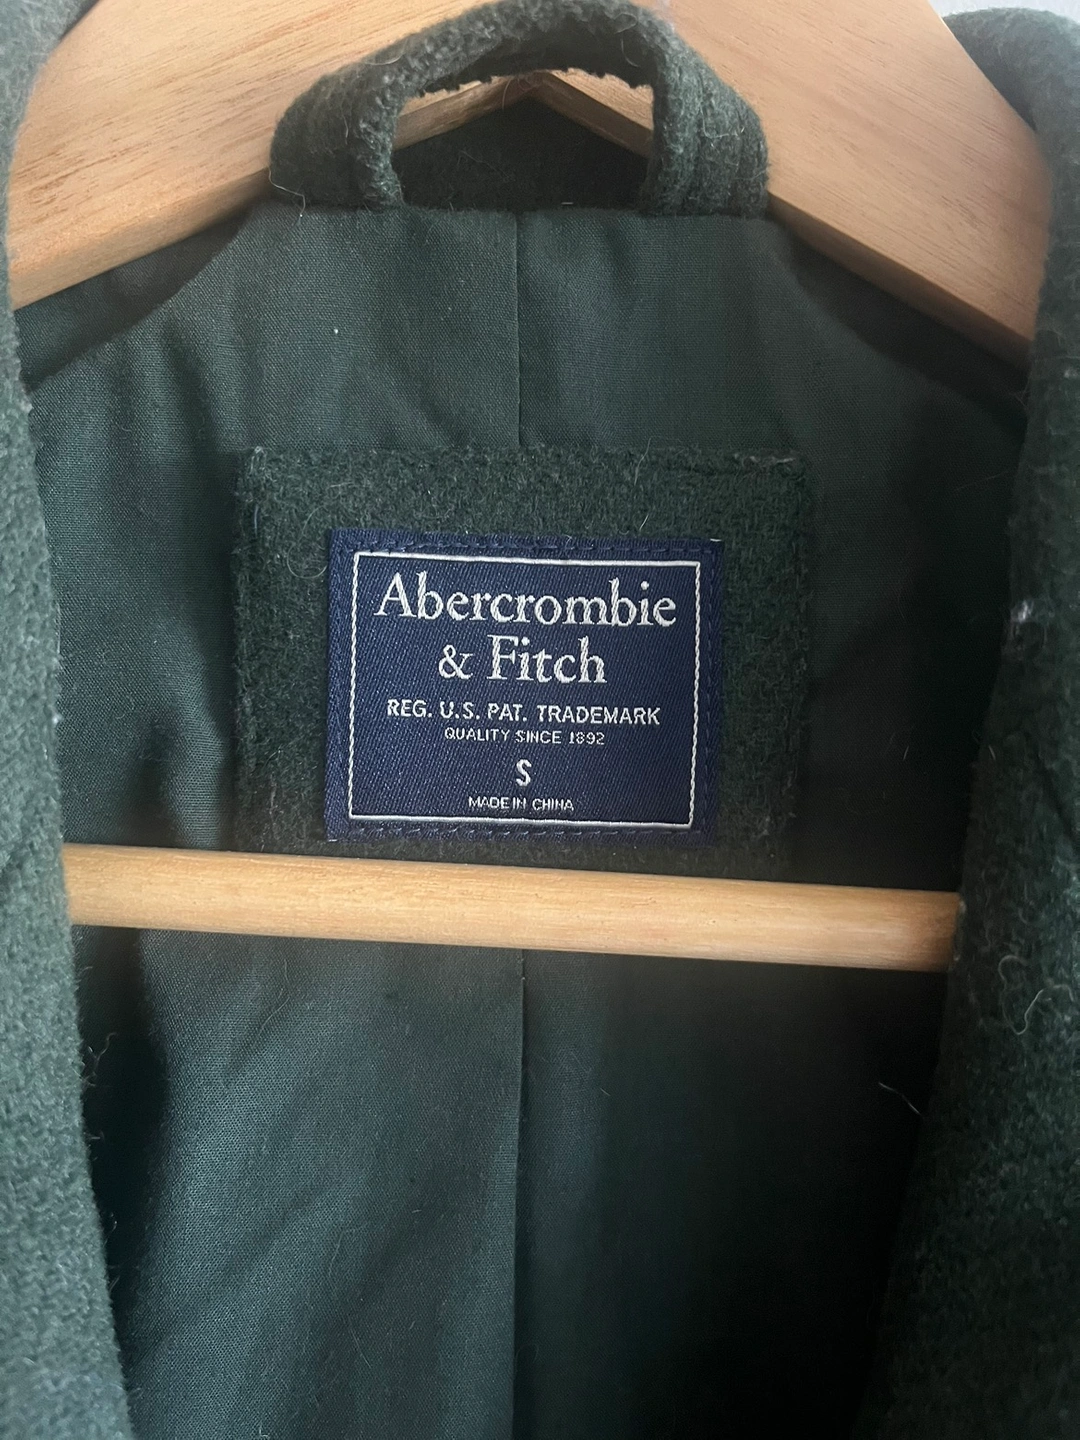 Abercrombie
& Fitch
REG. U.S. PAT. TRADEMARK
QUALITY SINCE 1892
S
MADE IN CHINA